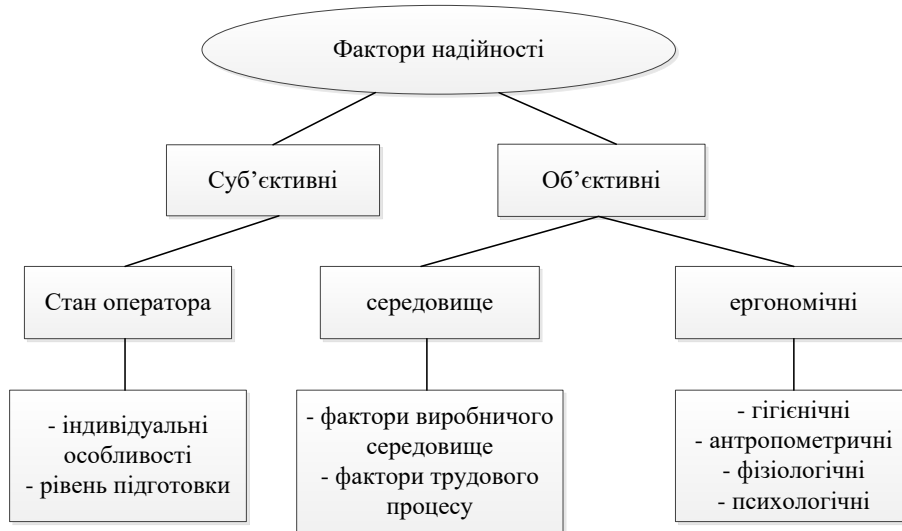 Фактори надійності
Суб’єктивні
Об’єктивні
Стан оператора
середовище
ергономічні
- індивідуальні
особливості
- рівень підготовки
- фактори виробничого
середовище
- фактори трудового
процесу
- гігієнічні
- антропометричні
- фізіологічні
- психологічні